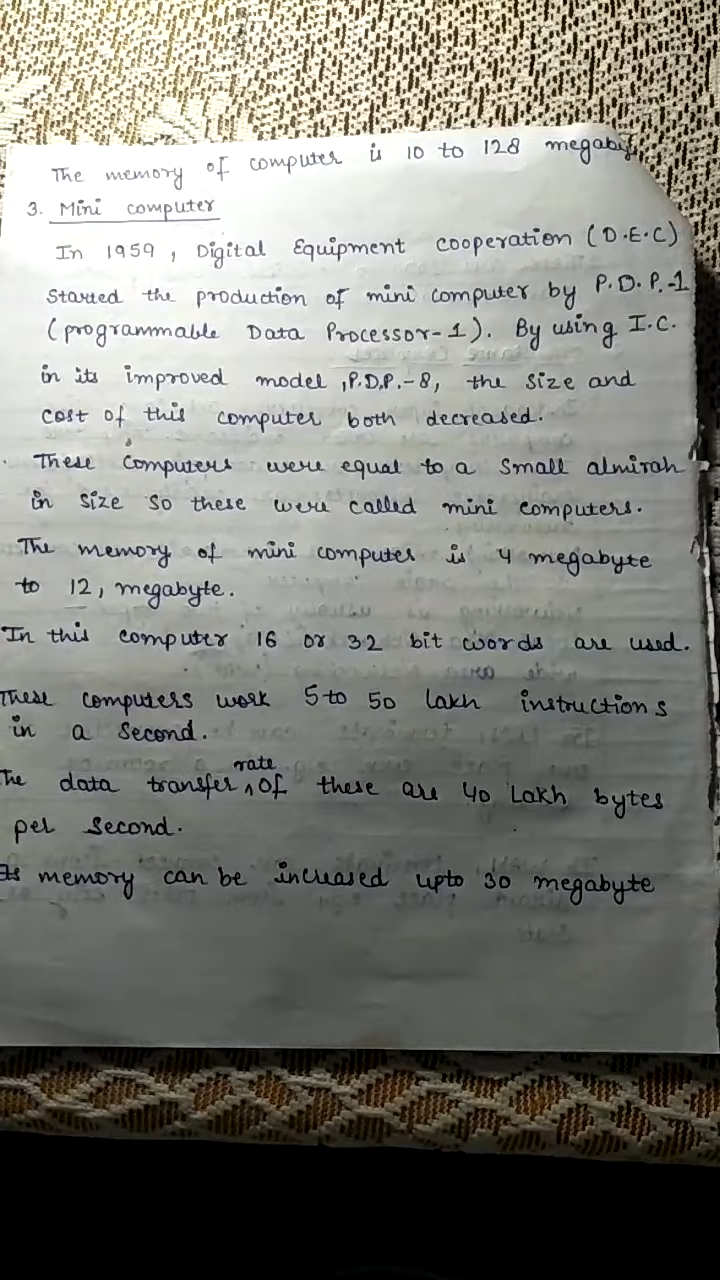 The memory of computer is 10 to 128 megaby
3. Mini computer
In 1959, Digital Equipment cooperation (D.E.C)
Started the production of mini computer by P.D.P.-1
(programmable Data Processor-1). By using I.C.
in its improved model, P.D.P.-8, the size and
cost of this computer both decreased.
These computers were equal to a small almirah
in size so these were called mini computers.
The memory of mini computer is 4 megabyte
to 12, megabyte.
In this computer 16 or 32 bit words are used.
These computers work 5 to 50 lakh instructions
in a second.
The data transfer rate of these are 40 Lakh bytes
per second.
Its memory can be increased upto 30 megabyte